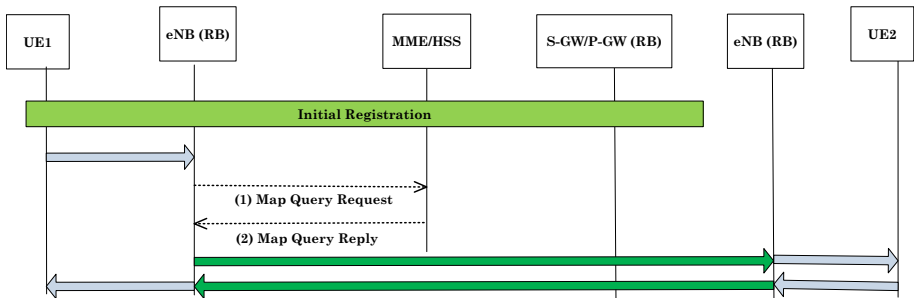 UE1
eNB (RB)
MME/HSS
S-GW/P-GW (RB)
eNB (RB)
UE2
Initial Registration
(1) Map Query Request
(2) Map Query Reply